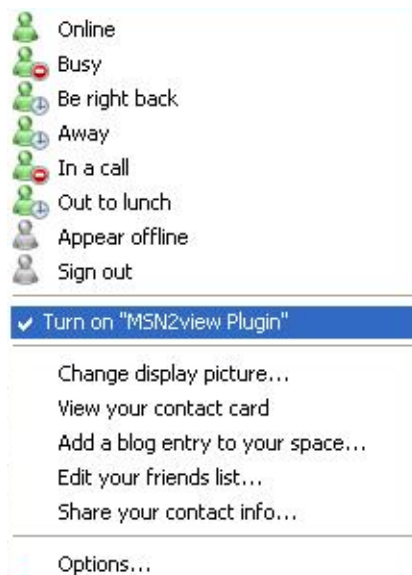 Online
Busy
Be right back
Away
In a call
Out to lunch
Appear offline
Sign out
Turn on "MSN2view Plugin"
Change display picture...
View your contact card
Add a blog entry to your space...
Edit your friends list...
Share your contact info...
Options...